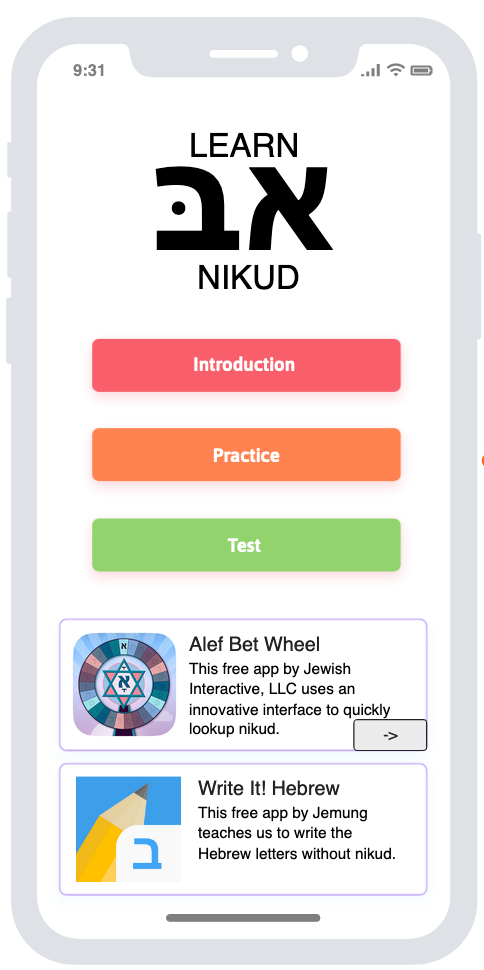 9:31
LEARN
אבּ
NIKUD
Introduction
Practice
Test
Alef Bet Wheel
This free app by Jewish
Interactive, LLC uses an
innovative interface to quickly
lookup nikud.
->
Write It! Hebrew
This free app by Jemung
teaches us to write the
Hebrew letters without nikud.
ב